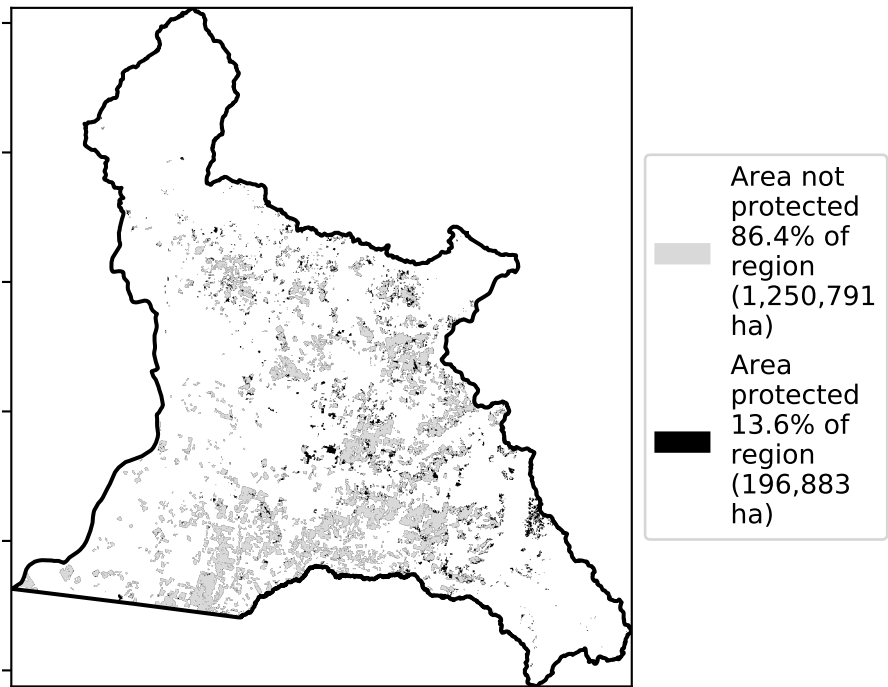 Area not
protected
86.4% of
region
(1,250,791
ha)
Area
protected
13.6% of
region
(196,883
ha)